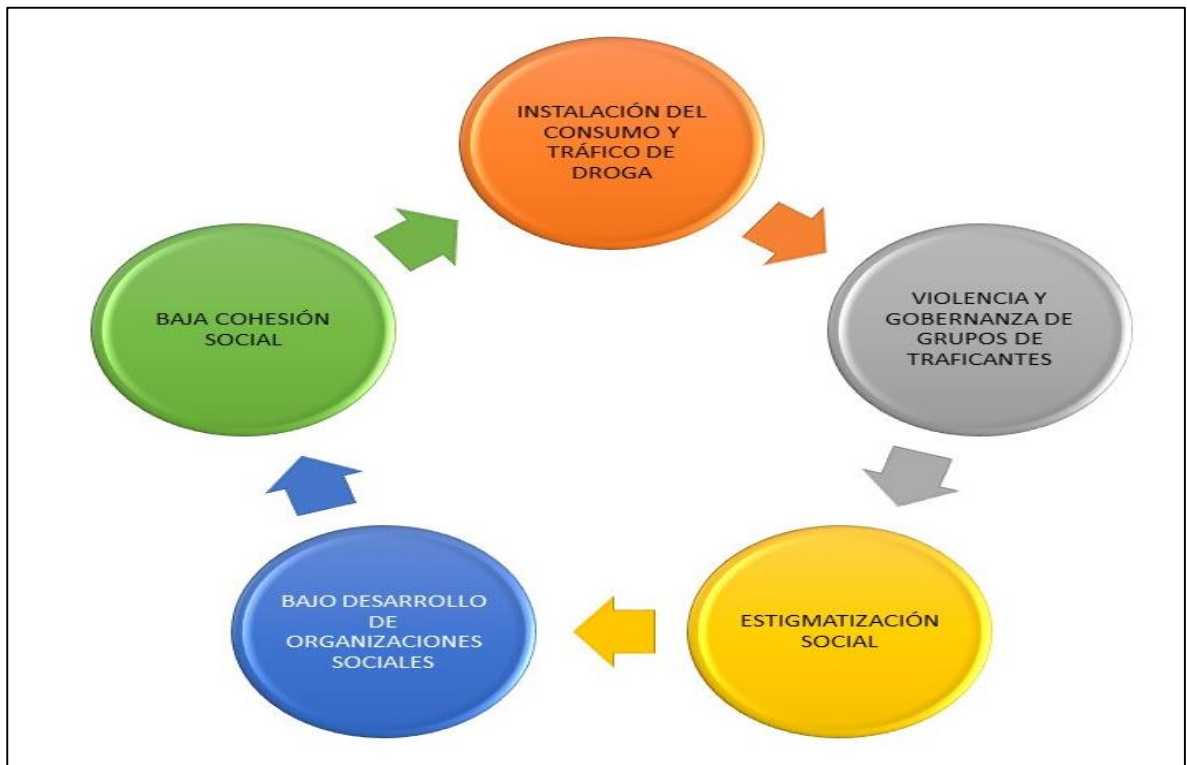 INSTALACIÓN DEL
CONSUMO Y
TRÁFICO DE
DROGA
VIOLENCIA Y
GOBERNANZA DE
GRUPOS DE
TRAFICANTES
ESTIGMATIZACIÓN
SOCIAL
BAJO DESARROLLO
DE
ORGANIZACIONES
SOCIALES
BAJA COHESIÓN
SOCIAL